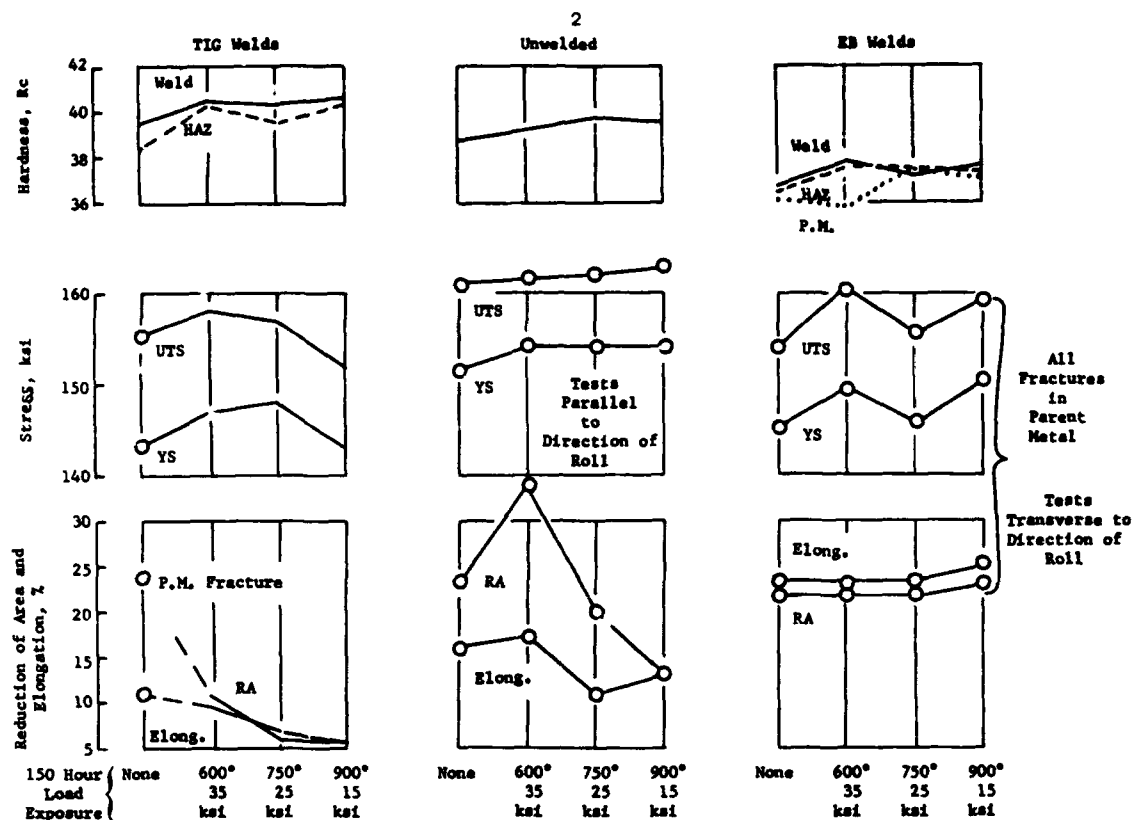 2
TIG Welds
Unwelded
EB Welds
Hardness, Rc
42
40
38
36
Weld
HAZ
Weld
HAZ
P.M.
Stress, ksi
160
150
140
UTS
YS
UTS
YS
Tests
Parallel
to
Direction of
Roll
UTS
YS
All
Fractures
in
Parent
Metal
Tests
Transverse to
Direction of
Roll
Reduction of Area and
Elongation, %
30
25
20
15
10
5
P.M. Fracture
RA
Elong.
RA
Elong.
Elong.
RA
150 Hour
Load
Exposure
None 600° 750° 900°
35 25 15
ksi ksi ksi
None 600° 750° 900°
35 25 15
ksi ksi ksi
None 600° 750° 900°
35 25 15
ksi ksi ksi